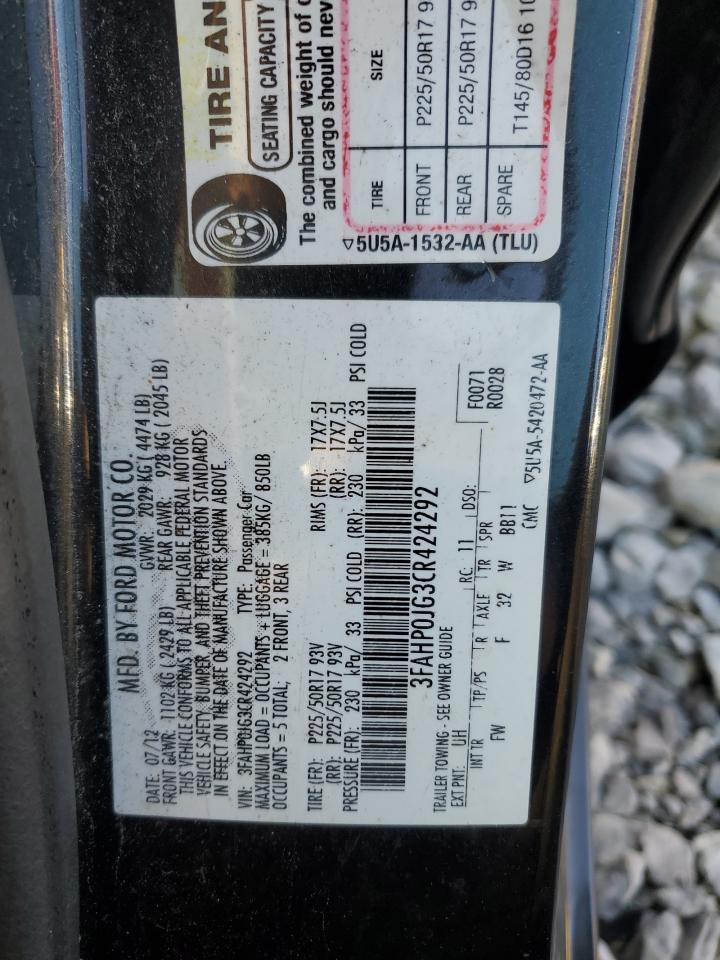 MFD. BY FORD MOTOR CO.
DATE: 07/12 GVWR: 2029 KG ( 4474 LB)
FRONT GAWR: 1102 KG ( 2429 LB) REAR GAWR: 928 KG ( 2045 LB)
THIS VEHICLE CONFORMS TO ALL APPLICABLE FEDERAL MOTOR
VEHICLE SAFETY, BUMPER, AND THEFT PREVENTION STANDARDS
IN EFFECT ON THE DATE OF MANUFACTURE SHOWN ABOVE.
VIN: 3FAHP0JG3CR424292 TYPE: Passenger Car
MAXIMUM LOAD = OCCUPANTS + LUGGAGE = 385KG/ 850LB
OCCUPANTS = 5 TOTAL; 2 FRONT, 3 REAR
TIRE (FR): P225/50R17 93V RIMS (FR): 17X7.5J
(RR): P225/50R17 93V (RR): 17X7.5J
PRESSURE (FR): 230 kPa/ 33 PSI COLD (RR): 230 kPa/ 33 PSI COLD
3FAHP0JG3CR424292
TRAILER TOWING - SEE OWNER GUIDE F0071
EXT PNT: UH RC: 11 DSO: R0028
INT TR TP/PS R AXLE TR SPR
FW F 32 W BB11
CMC ▽5U5A-5420472-AA
TIRE AN
SEATING CAPACITY
The combined weight of
and cargo should nev
TIRE SIZE
FRONT P225/50R17 9
REAR P225/50R17 9
SPARE T145/80D16 10
▽5U5A-1532-AA (TLU)